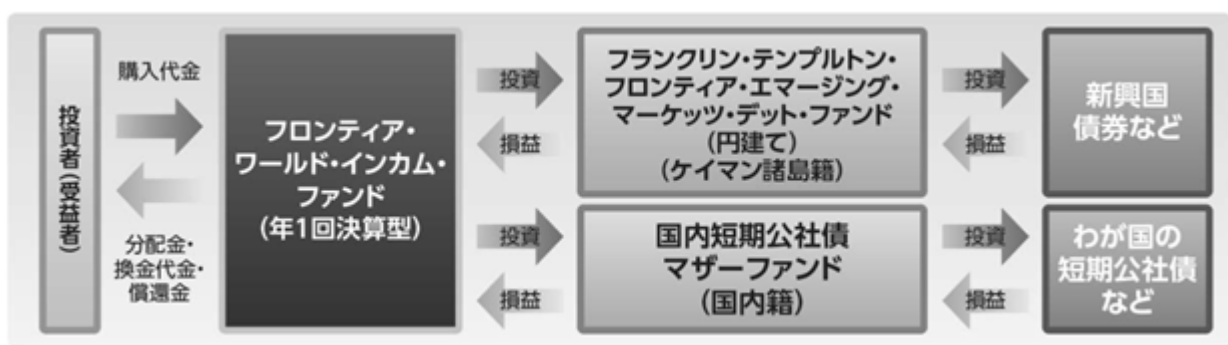 投資者(受益者)
購入代金
分配金・
換金代金・
償還金
フロンティア・
ワールド・インカム・
ファンド
(年1回決算型)
投資
損益
フランクリン・テンプルトン・
フロンティア・エマージング・
マーケッツ・デット・ファンド
(円建て)
(ケイマン諸島籍)
投資
損益
新興国
債券など
投資
損益
国内短期公社債
マザーファンド
(国内籍)
投資
損益
わが国の
短期公社債
など